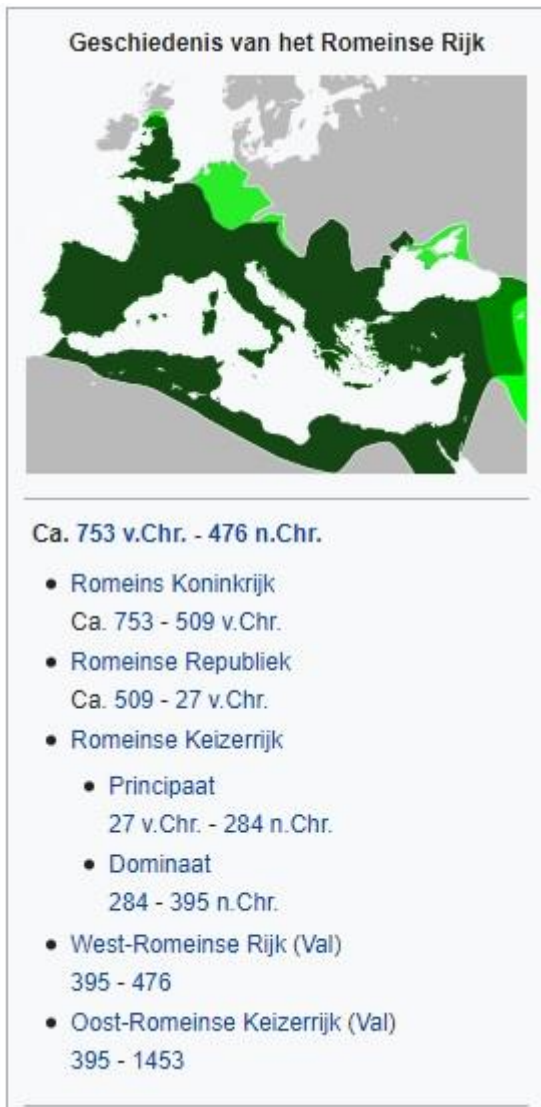 Geschiedenis van het Romeinse Rijk
Ca. 753 v.Chr. - 476 n.Chr.
• Romeins Koninkrijk
Ca. 753 - 509 v.Chr.
• Romeinse Republiek
Ca. 509 - 27 v.Chr.
• Romeinse Keizerrijk
• Principaat
27 v.Chr. - 284 n.Chr.
• Dominaat
284 - 395 n.Chr.
• West-Romeinse Rijk (Val)
395 - 476
• Oost-Romeinse Keizerrijk (Val)
395 - 1453